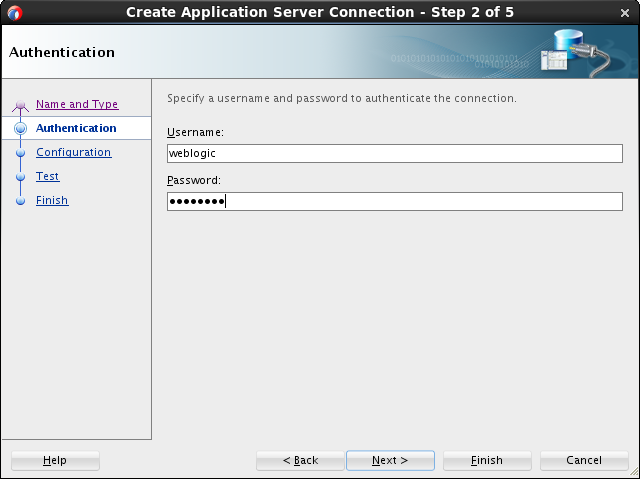 Create Application Server Connection - Step 2 of 5
Authentication
Name and Type
Authentication
Configuration
Test
Finish
Specify a username and password to authenticate the connection.
Username:
weblogic
Password:
••••••••
Help
< Back
Next >
Finish
Cancel